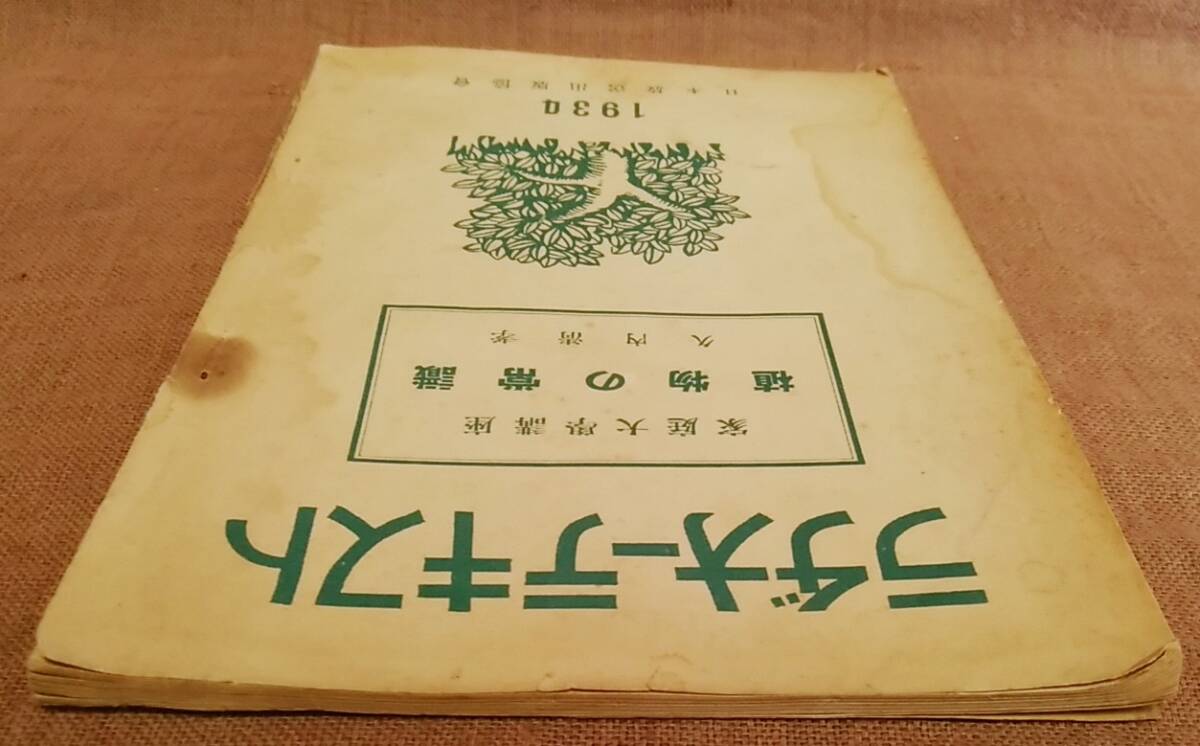 ラヂオ・テキスト
家庭大學講座
植物の常識
久内清孝
1934
日本放送出版協會